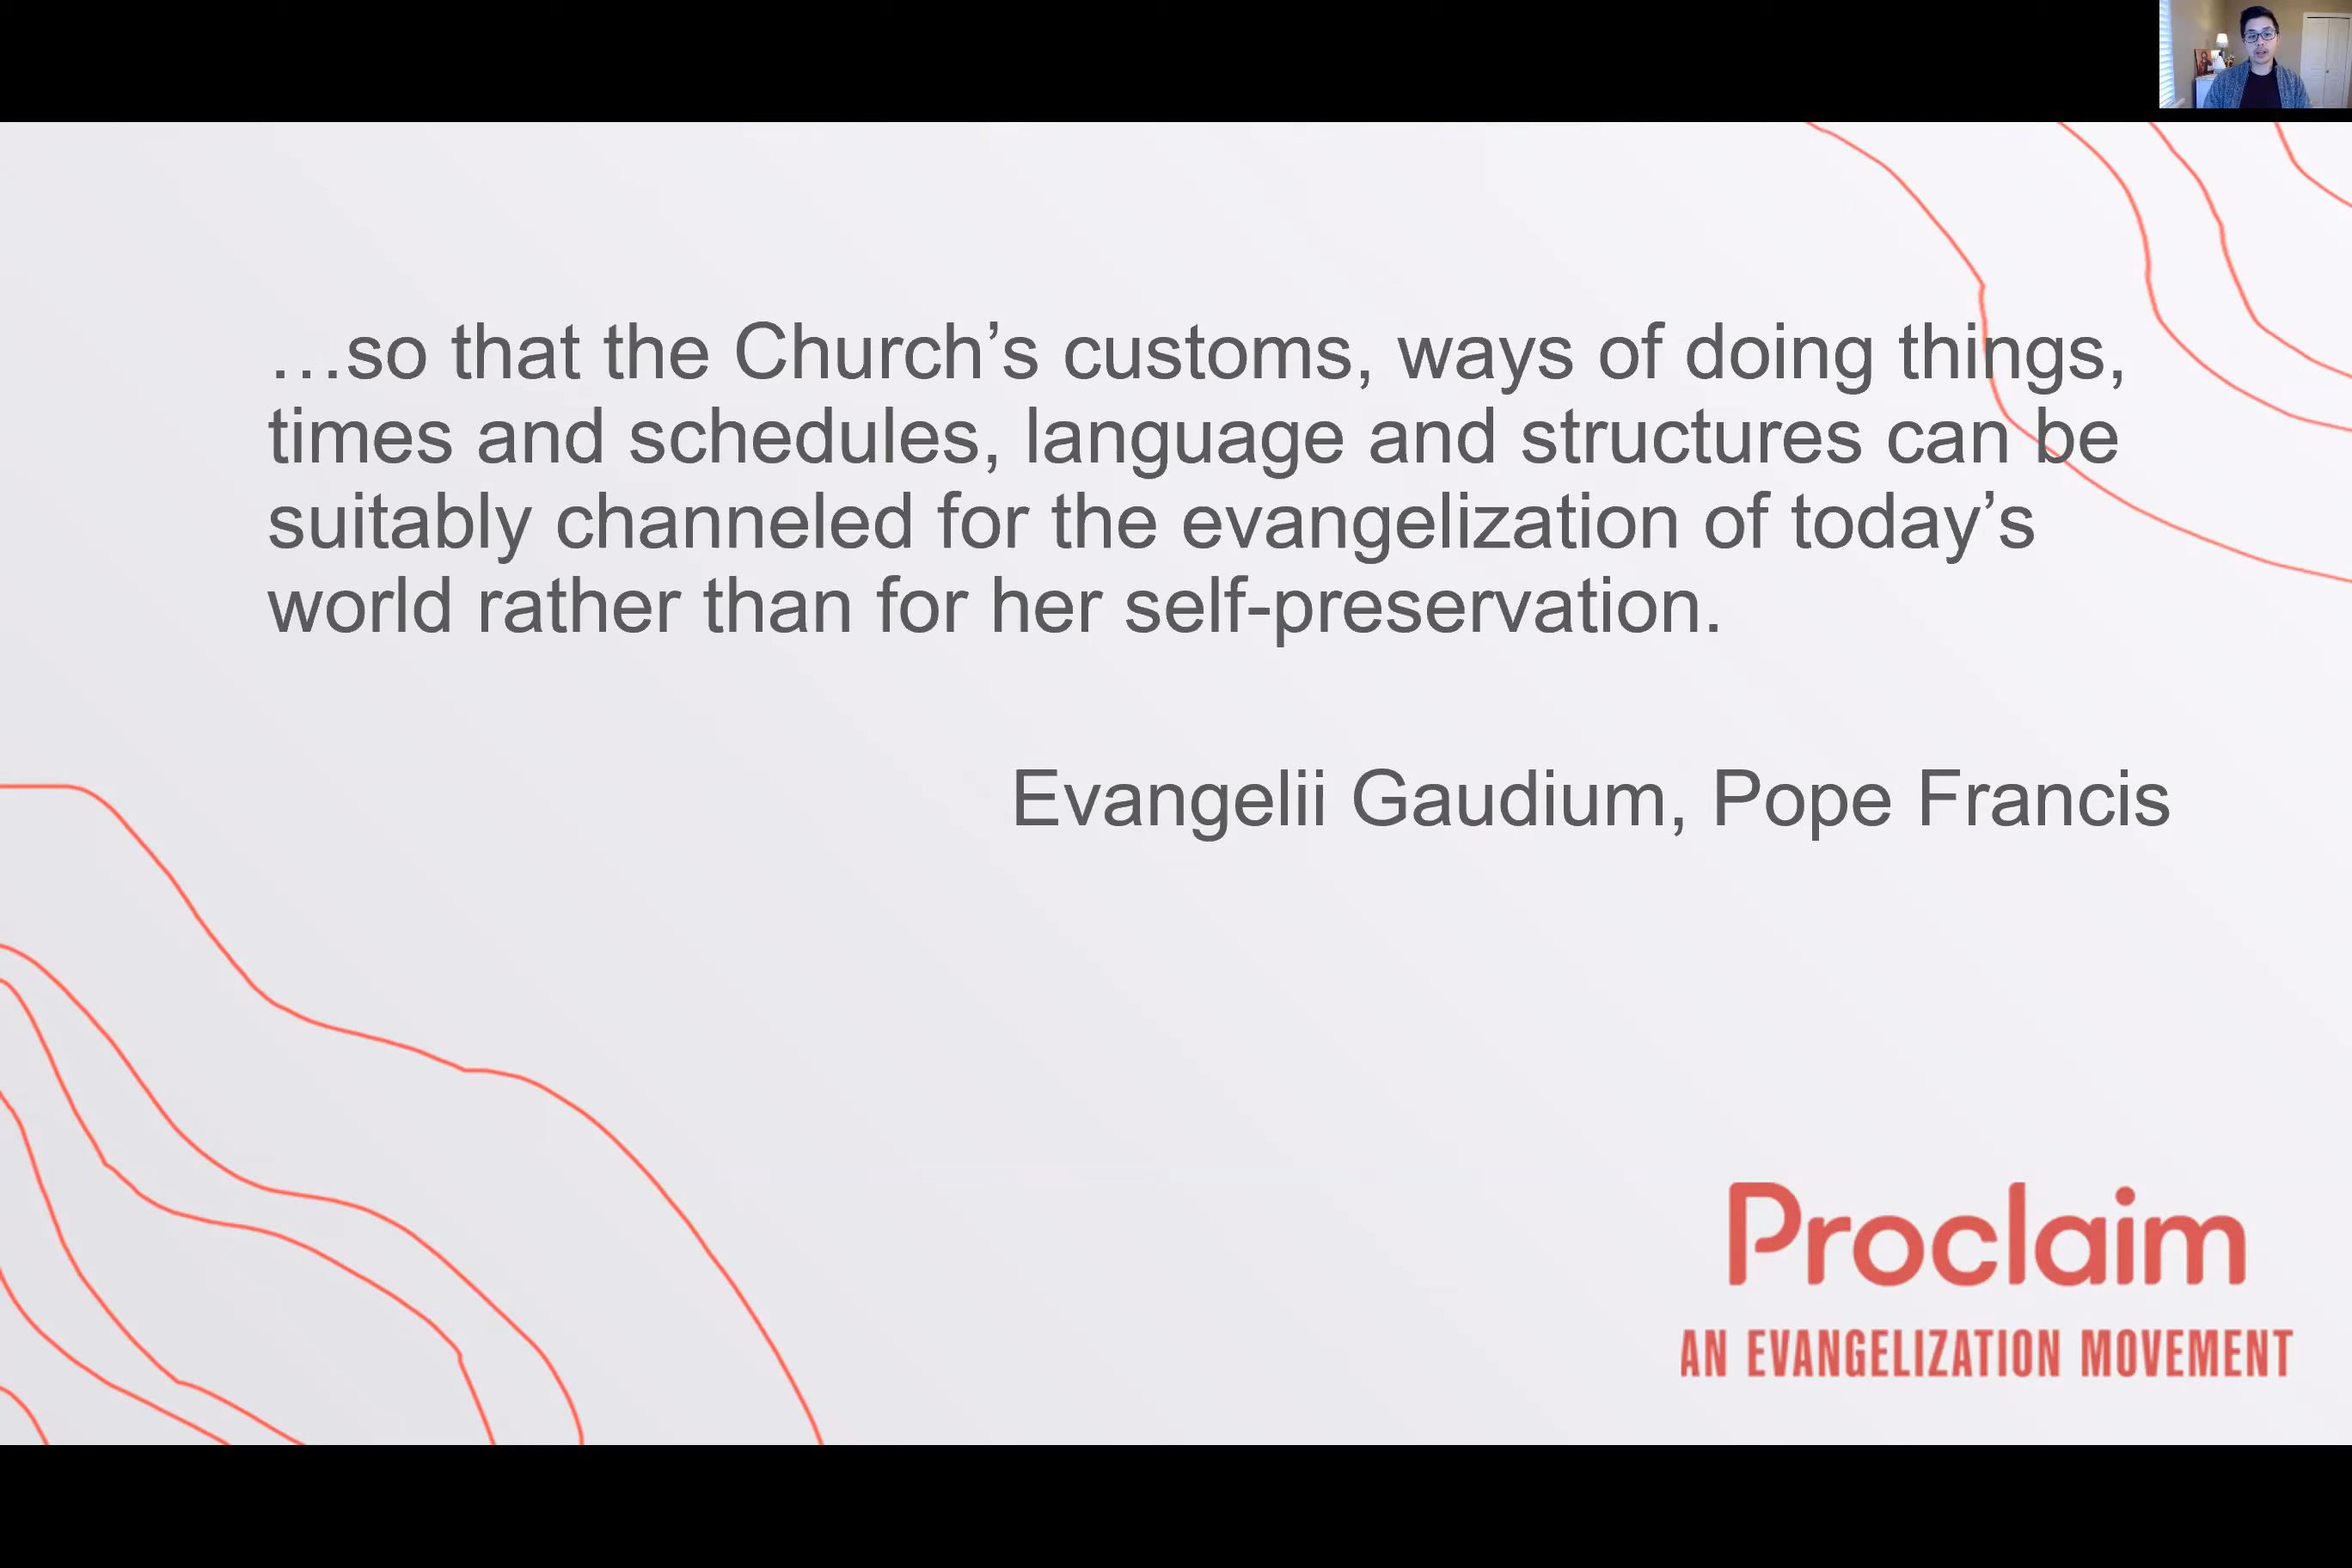 …so that the Church’s customs, ways of doing things,
times and schedules, language and structures can be
suitably channeled for the evangelization of today’s
world rather than for her self-preservation.
Evangelii Gaudium, Pope Francis
Proclaim
AN EVANGELIZATION MOVEMENT